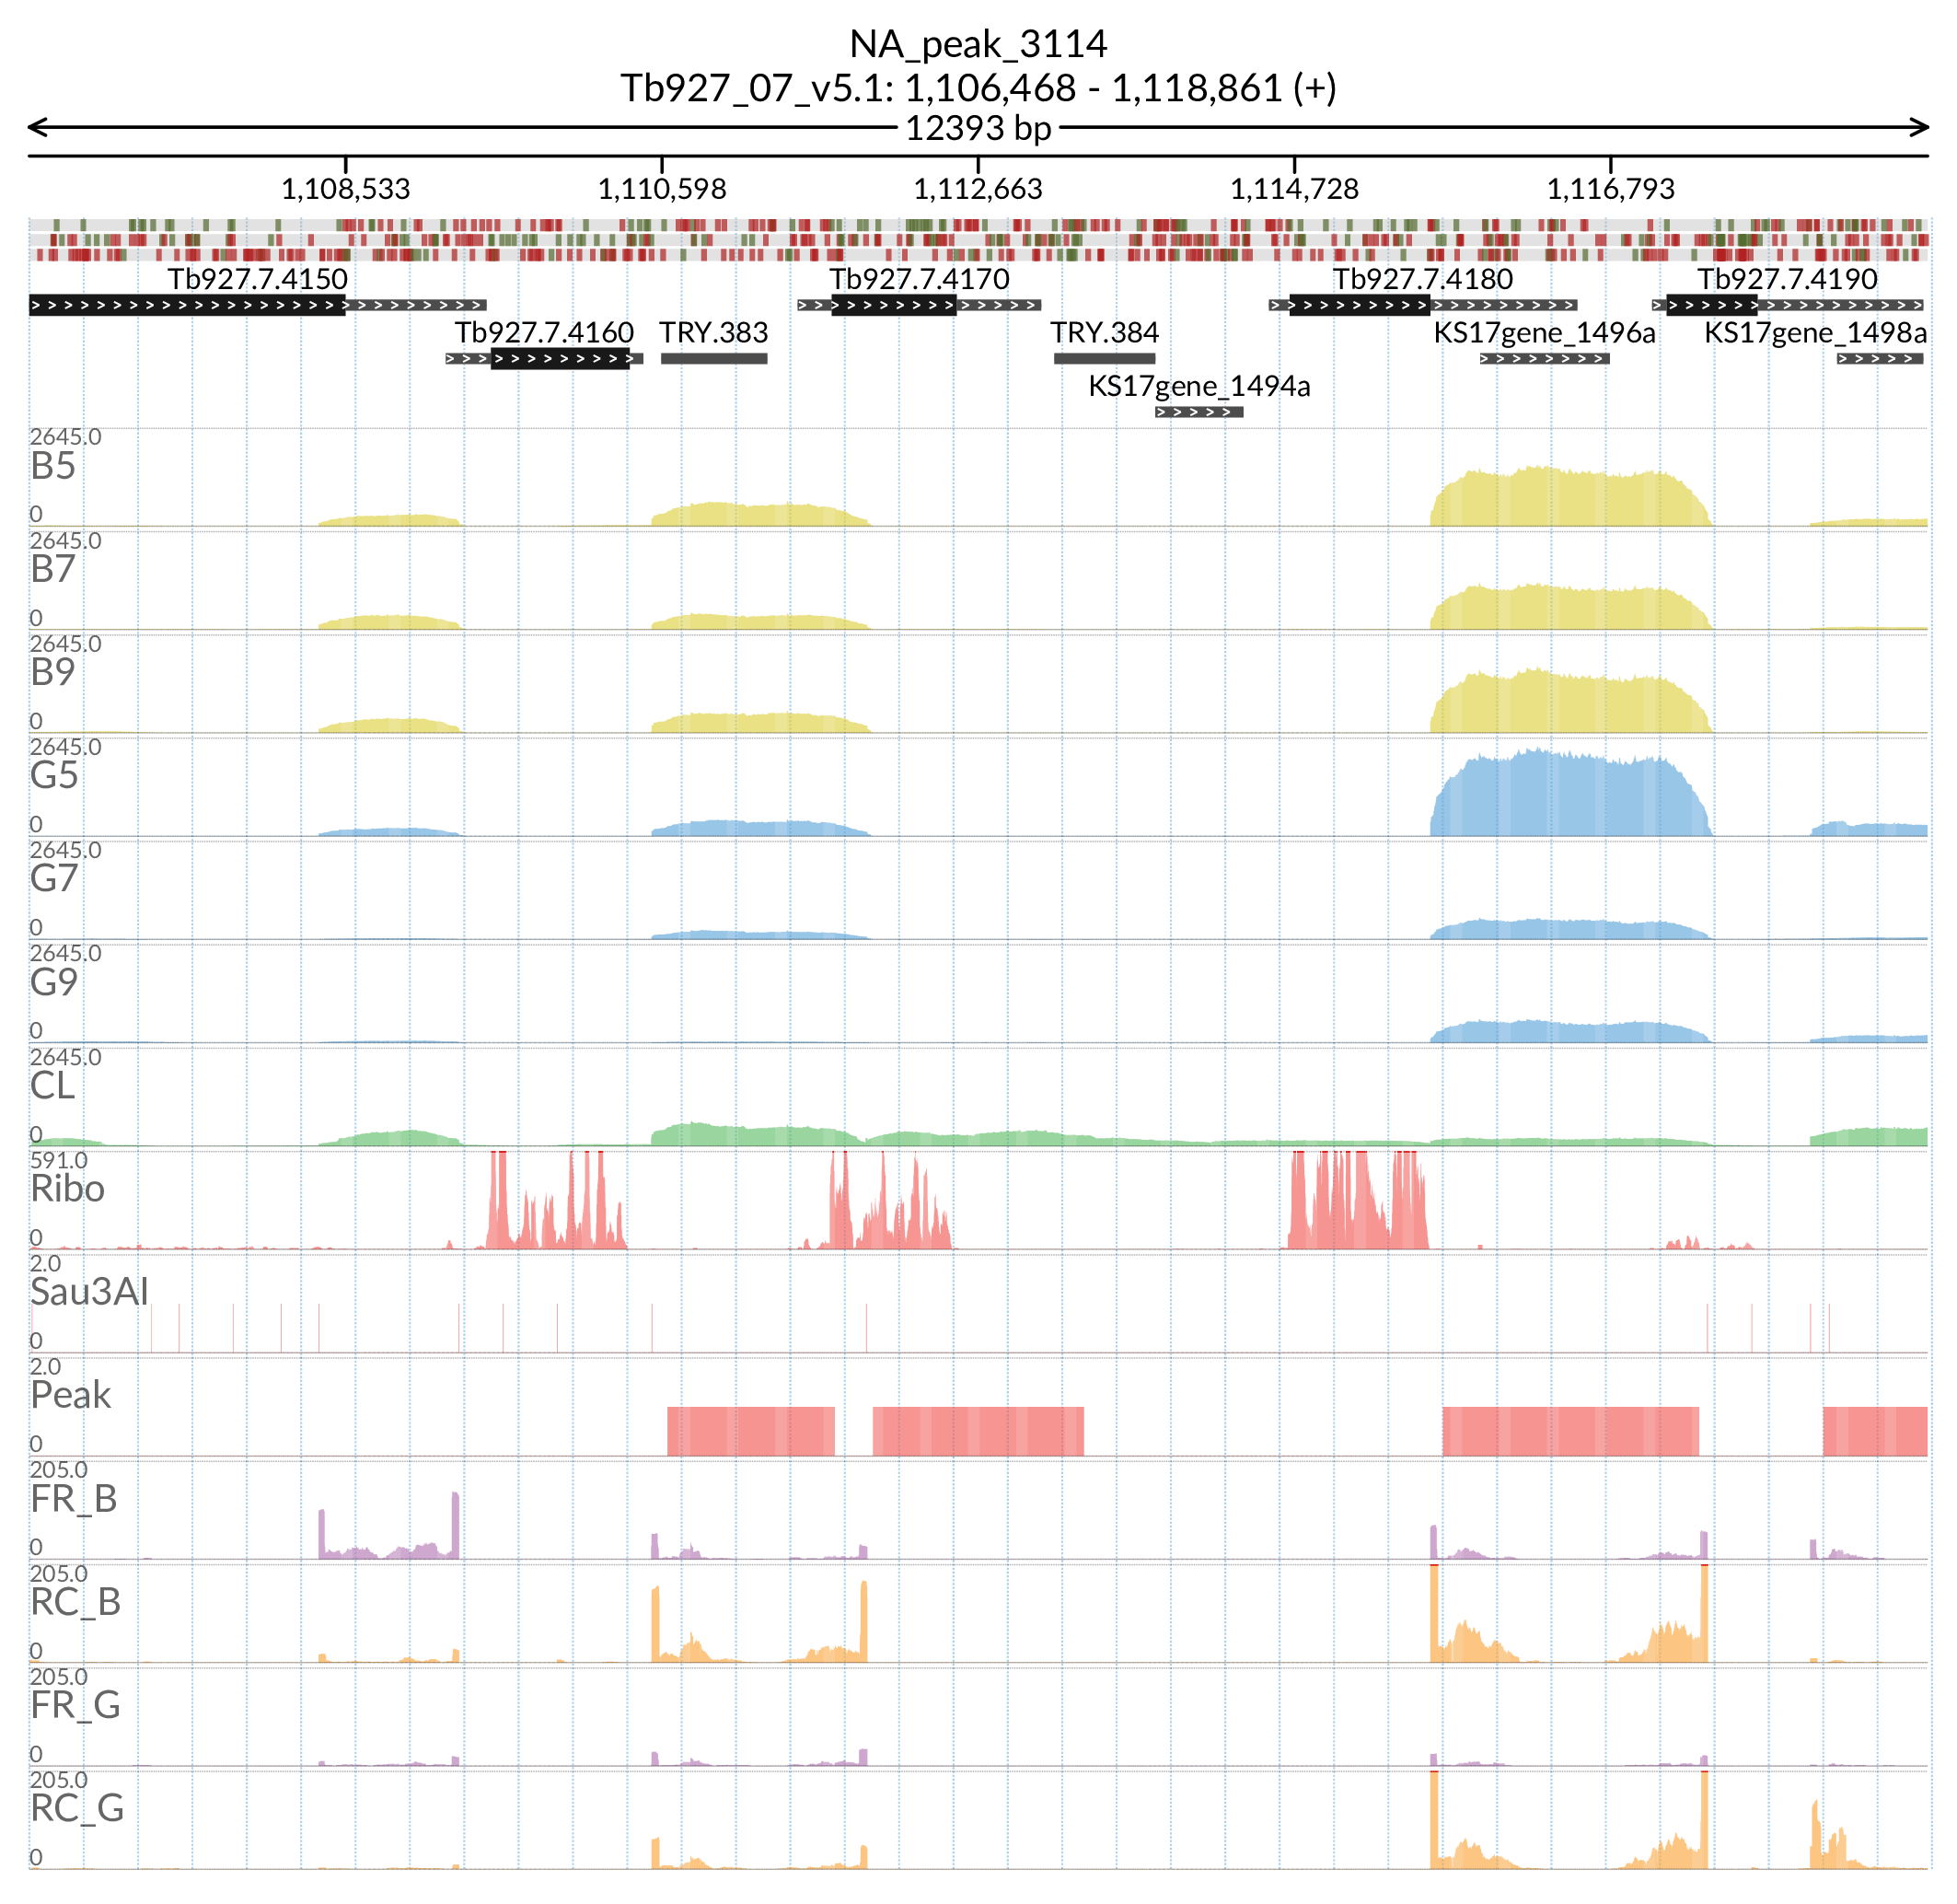 NA_peak_3114
Tb927_07_v5.1: 1,106,468 - 1,118,861 (+)
12393 bp
1,108,533 1,110,598 1,112,663 1,114,728 1,116,793
Tb927.7.4150 Tb927.7.4170 Tb927.7.4180 Tb927.7.4190
Tb927.7.4160 TRY.383 TRY.384 KS17gene_1496a KS17gene_1498a
KS17gene_1494a
2645.0
B5
0
2645.0
B7
0
2645.0
B9
0
2645.0
G5
0
2645.0
G7
0
2645.0
G9
0
2645.0
CL
0
591.0
Ribo
0
2.0
Sau3AI
0
2.0
Peak
0
205.0
FR_B
0
205.0
RC_B
0
205.0
FR_G
0
205.0
RC_G
0